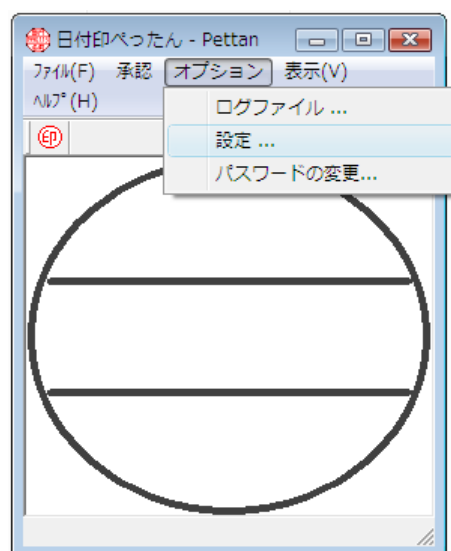 日付印ぺったん - Pettan
ﾌｧｲﾙ(F) 承認 オプション 表示(V)
ﾍﾙﾌﾟ(H)
ログファイル ...
印
設定 ...
パスワードの変更...